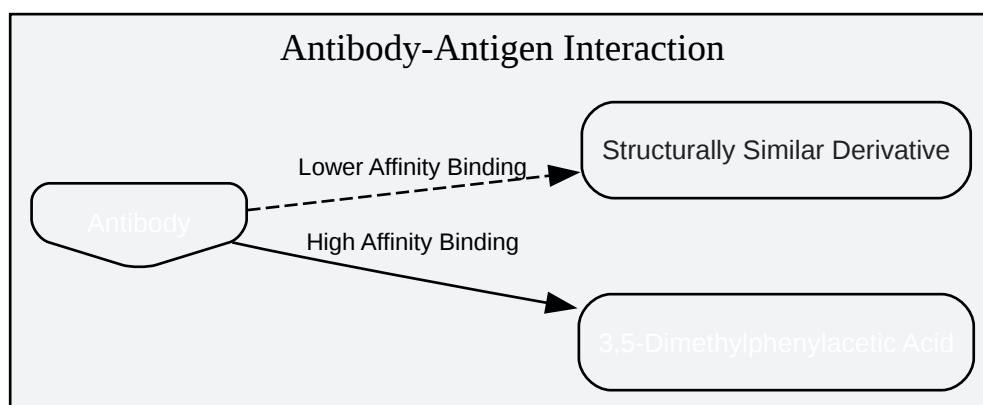 Antibody-Antigen Interaction
Structurally Similar Derivative
Lower Affinity Binding
Antibody
High Affinity Binding
3,5-Dimethylphenylacetic Acid